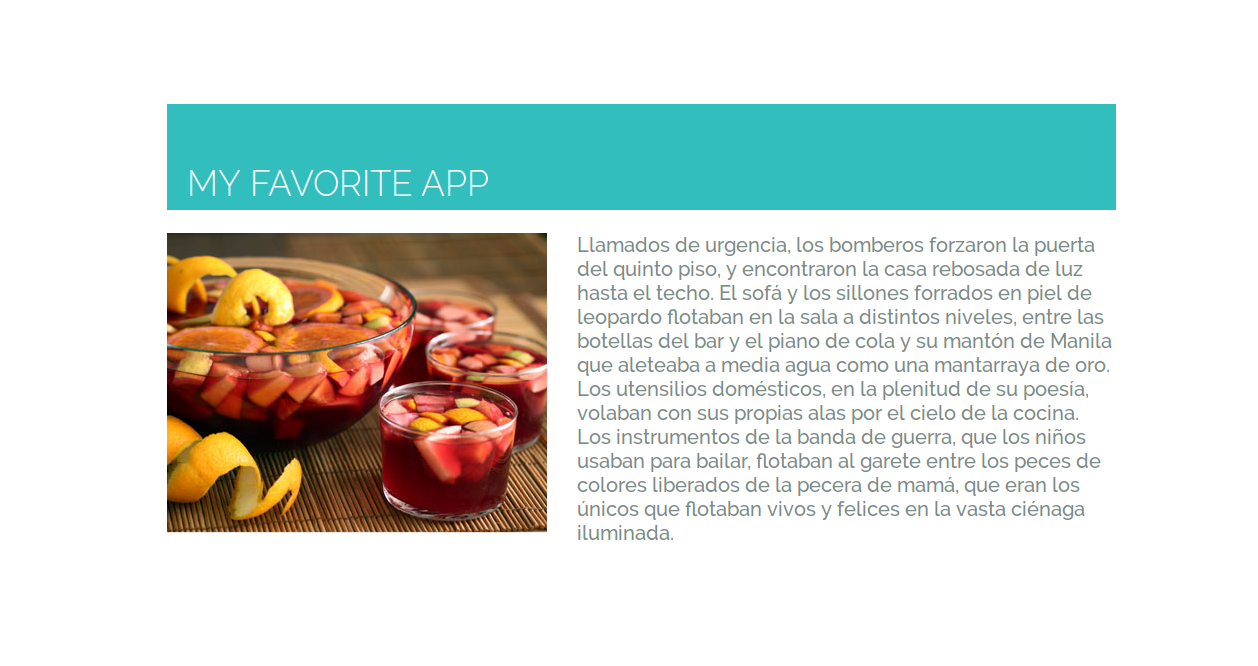 MY FAVORITE APP
Llamados de urgencia, los bomberos forzaron la puerta
del quinto piso, y encontraron la casa rebosada de luz
hasta el techo. El sofá y los sillones forrados en piel de
leopardo flotaban en la sala a distintos niveles, entre las
botellas del bar y el piano de cola y su mantón de Manila
que aleteaba a media agua como una mantarraya de oro.
Los utensilios domésticos, en la plenitud de su poesía,
volaban con sus propias alas por el cielo de la cocina.
Los instrumentos de la banda de guerra, que los niños
usaban para bailar, flotaban al garete entre los peces de
colores liberados de la pecera de mamá, que eran los
únicos que flotaban vivos y felices en la vasta ciénaga
iluminada.